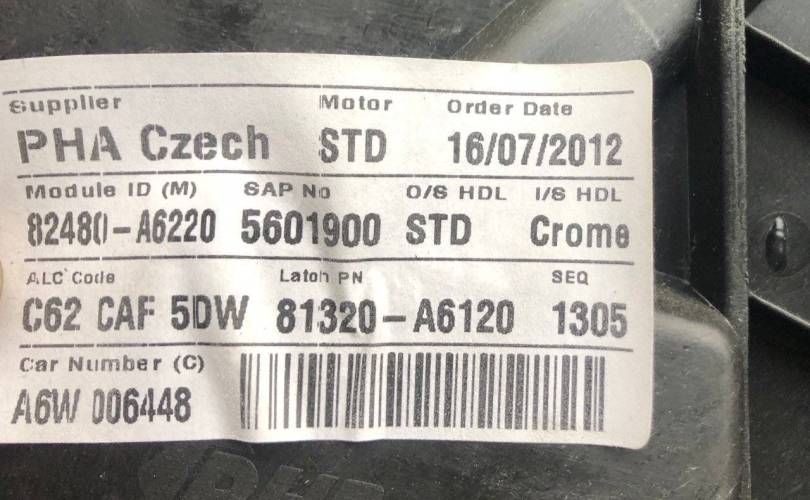 Supplier Motor Order Date
PHA Czech STD 16/07/2012
Module ID (M) SAP No O/S HDL I/S HDL
82480-A6220 5601900 STD Crome
ALC Code Latch PN SEQ
C62 CAF 5DW 81320-A6120 1305
Car Number (C)
A6W 006448